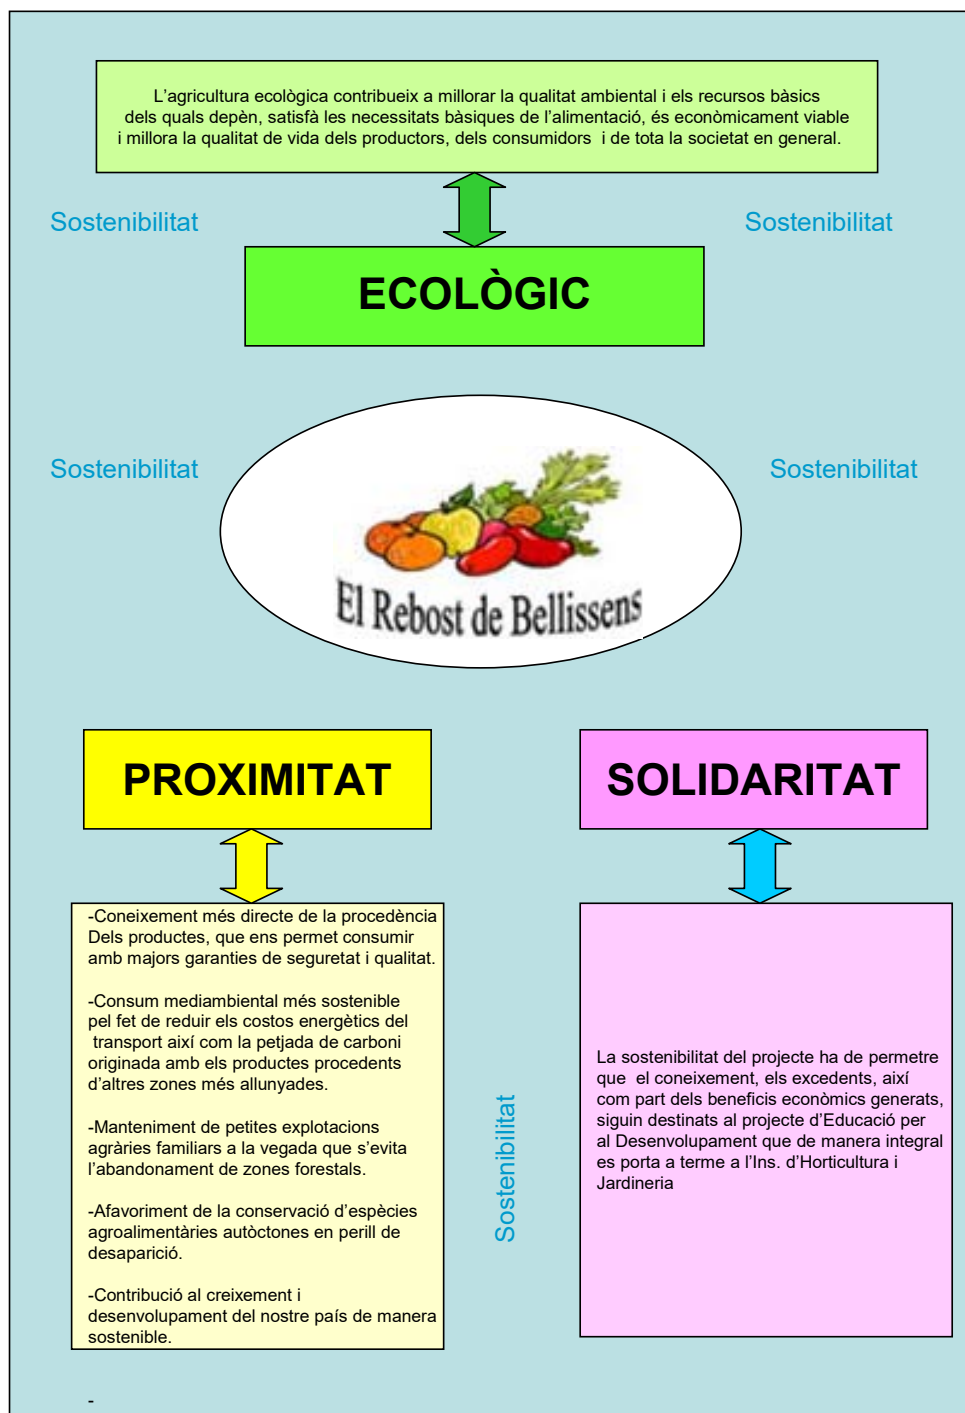 L'agricultura ecològica contribueix a millorar la qualitat ambiental i els recursos bàsics
dels quals depèn, satisfà les necessitats bàsiques de l'alimentació, és econòmicament viable
i millora la qualitat de vida dels productors, dels consumidors i de tota la societat en general.
Sostenibilitat
Sostenibilitat
ECOLÒGIC
Sostenibilitat
Sostenibilitat
El Rebost de Bellissens
PROXIMITAT
SOLIDARITAT
-Coneixement més directe de la procedència
Dels productes, que ens permet consumir
amb majors garanties de seguretat i qualitat.
-Consum mediambiental més sostenible
pel fet de reduir els costos energètics del
transport així com la petjada de carboni
originada amb els productes procedents
d'altres zones més allunyades.
-Manteniment de petites explotacions
agràries familiars a la vegada que s'evita
l'abandonament de zones forestals.
-Afavoriment de la conservació d'espècies
agroalimentàries autòctones en perill de
desaparició.
-Contribució al creixement i
desenvolupament del nostre país de manera
sostenible.
-
Sostenibilitat
La sostenibilitat del projecte ha de permetre
que el coneixement, els excedents, així
com part dels beneficis econòmics generats,
siguin destinats al projecte d'Educació per
al Desenvolupament que de manera integral
es porta a terme a l'Ins. d'Horticultura i
Jardineria